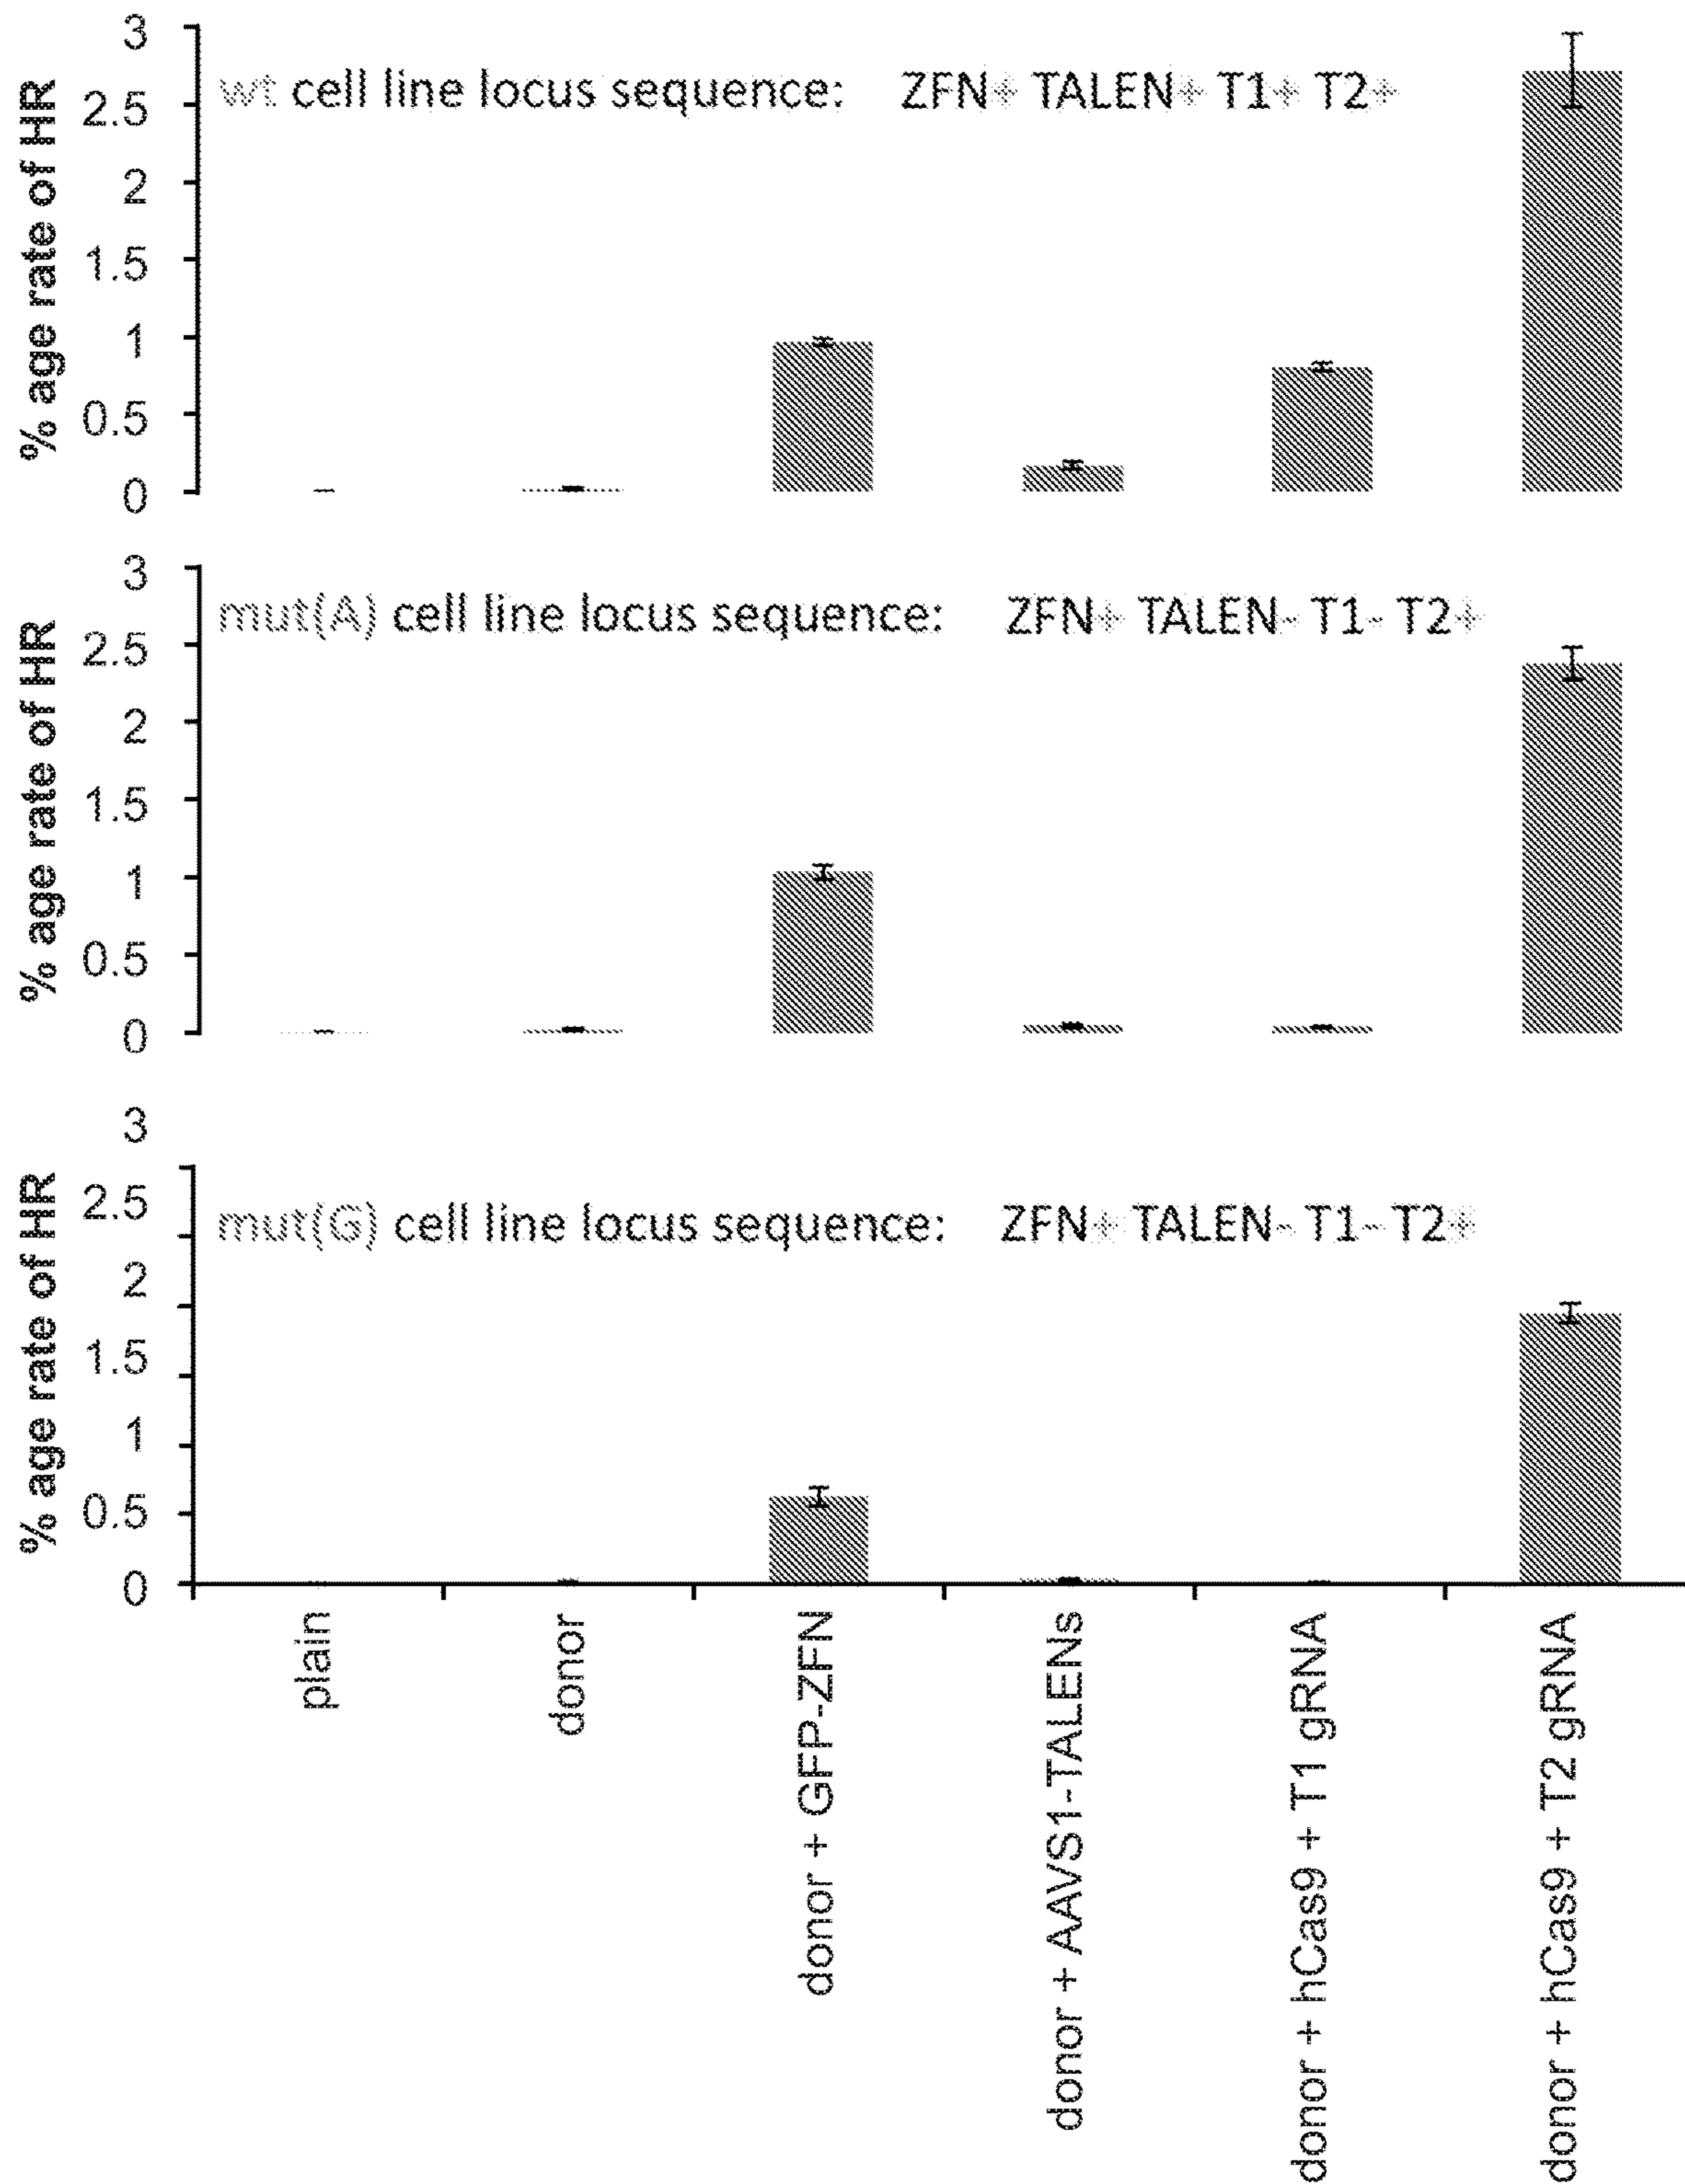 % age rate of HR
3
2.5
2
1.5
1
0.5
0
wt cell line locus sequence: ZFN+ TALEN+ T1+ T2+
% age rate of HR
3
2.5
2
1.5
1
0.5
0
mut(A) cell line locus sequence: ZFN+ TALEN- T1- T2+
% age rate of HR
3
2.5
2
1.5
1
0.5
0
mut(G) cell line locus sequence: ZFN+ TALEN- T1- T2+
plain
donor
donor + GFP-ZFN
donor + AAVS1-TALENs
donor + hCas9 + T1 gRNA
donor + hCas9 + T2 gRNA